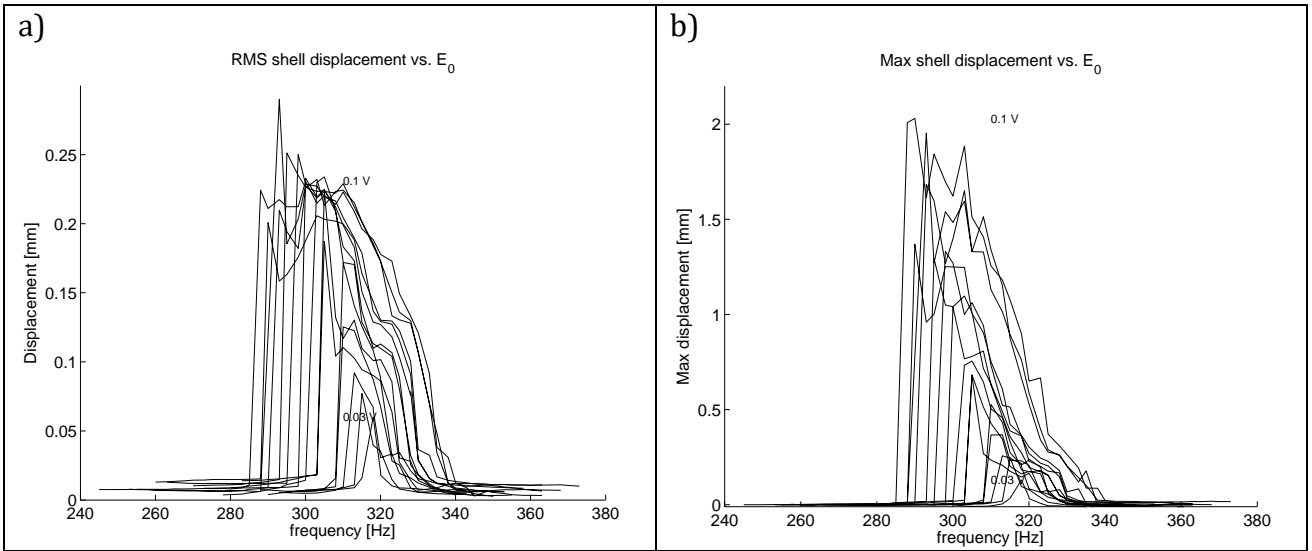 a)
RMS shell displacement vs. E0
0.25
0.2
0.15
0.1
0.05
0
Displacement [mm]
0.1 V
0.03 V
240 260 280 300 320 340 360 380
frequency [Hz]
b)
Max shell displacement vs. E0
2
1.5
1
0.5
0
Max displacement [mm]
0.1 V
0.03 V
240 260 280 300 320 340 360 380
frequency [Hz]